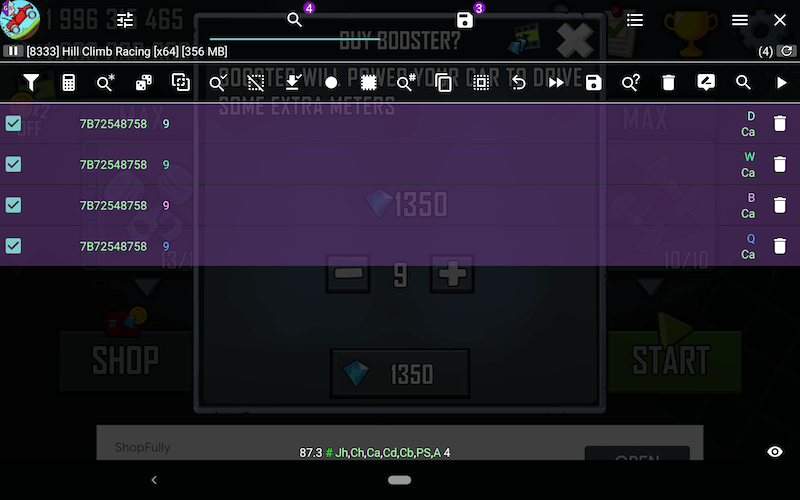 1 996 315 465
4
3
BUY BOOSTER?
[8333] Hill Climb Racing [x64] [356 MB]
(4)
BOOSTER WILL POWER YOUR CAR TO DRIVE
SOME EXTRA METERS
X2
OFF
MAX
MAX
7B72548758 9 D
Ca
7B72548758 9 W
Ca
7B72548758 9 B
Ca
7B72548758 9 Q
Ca
1350
13/1
10/10
9
SHOP
1350
START
ShopFully
OPEN
87.3 # Jh,Ch,Ca,Cd,Cb,PS,A 4